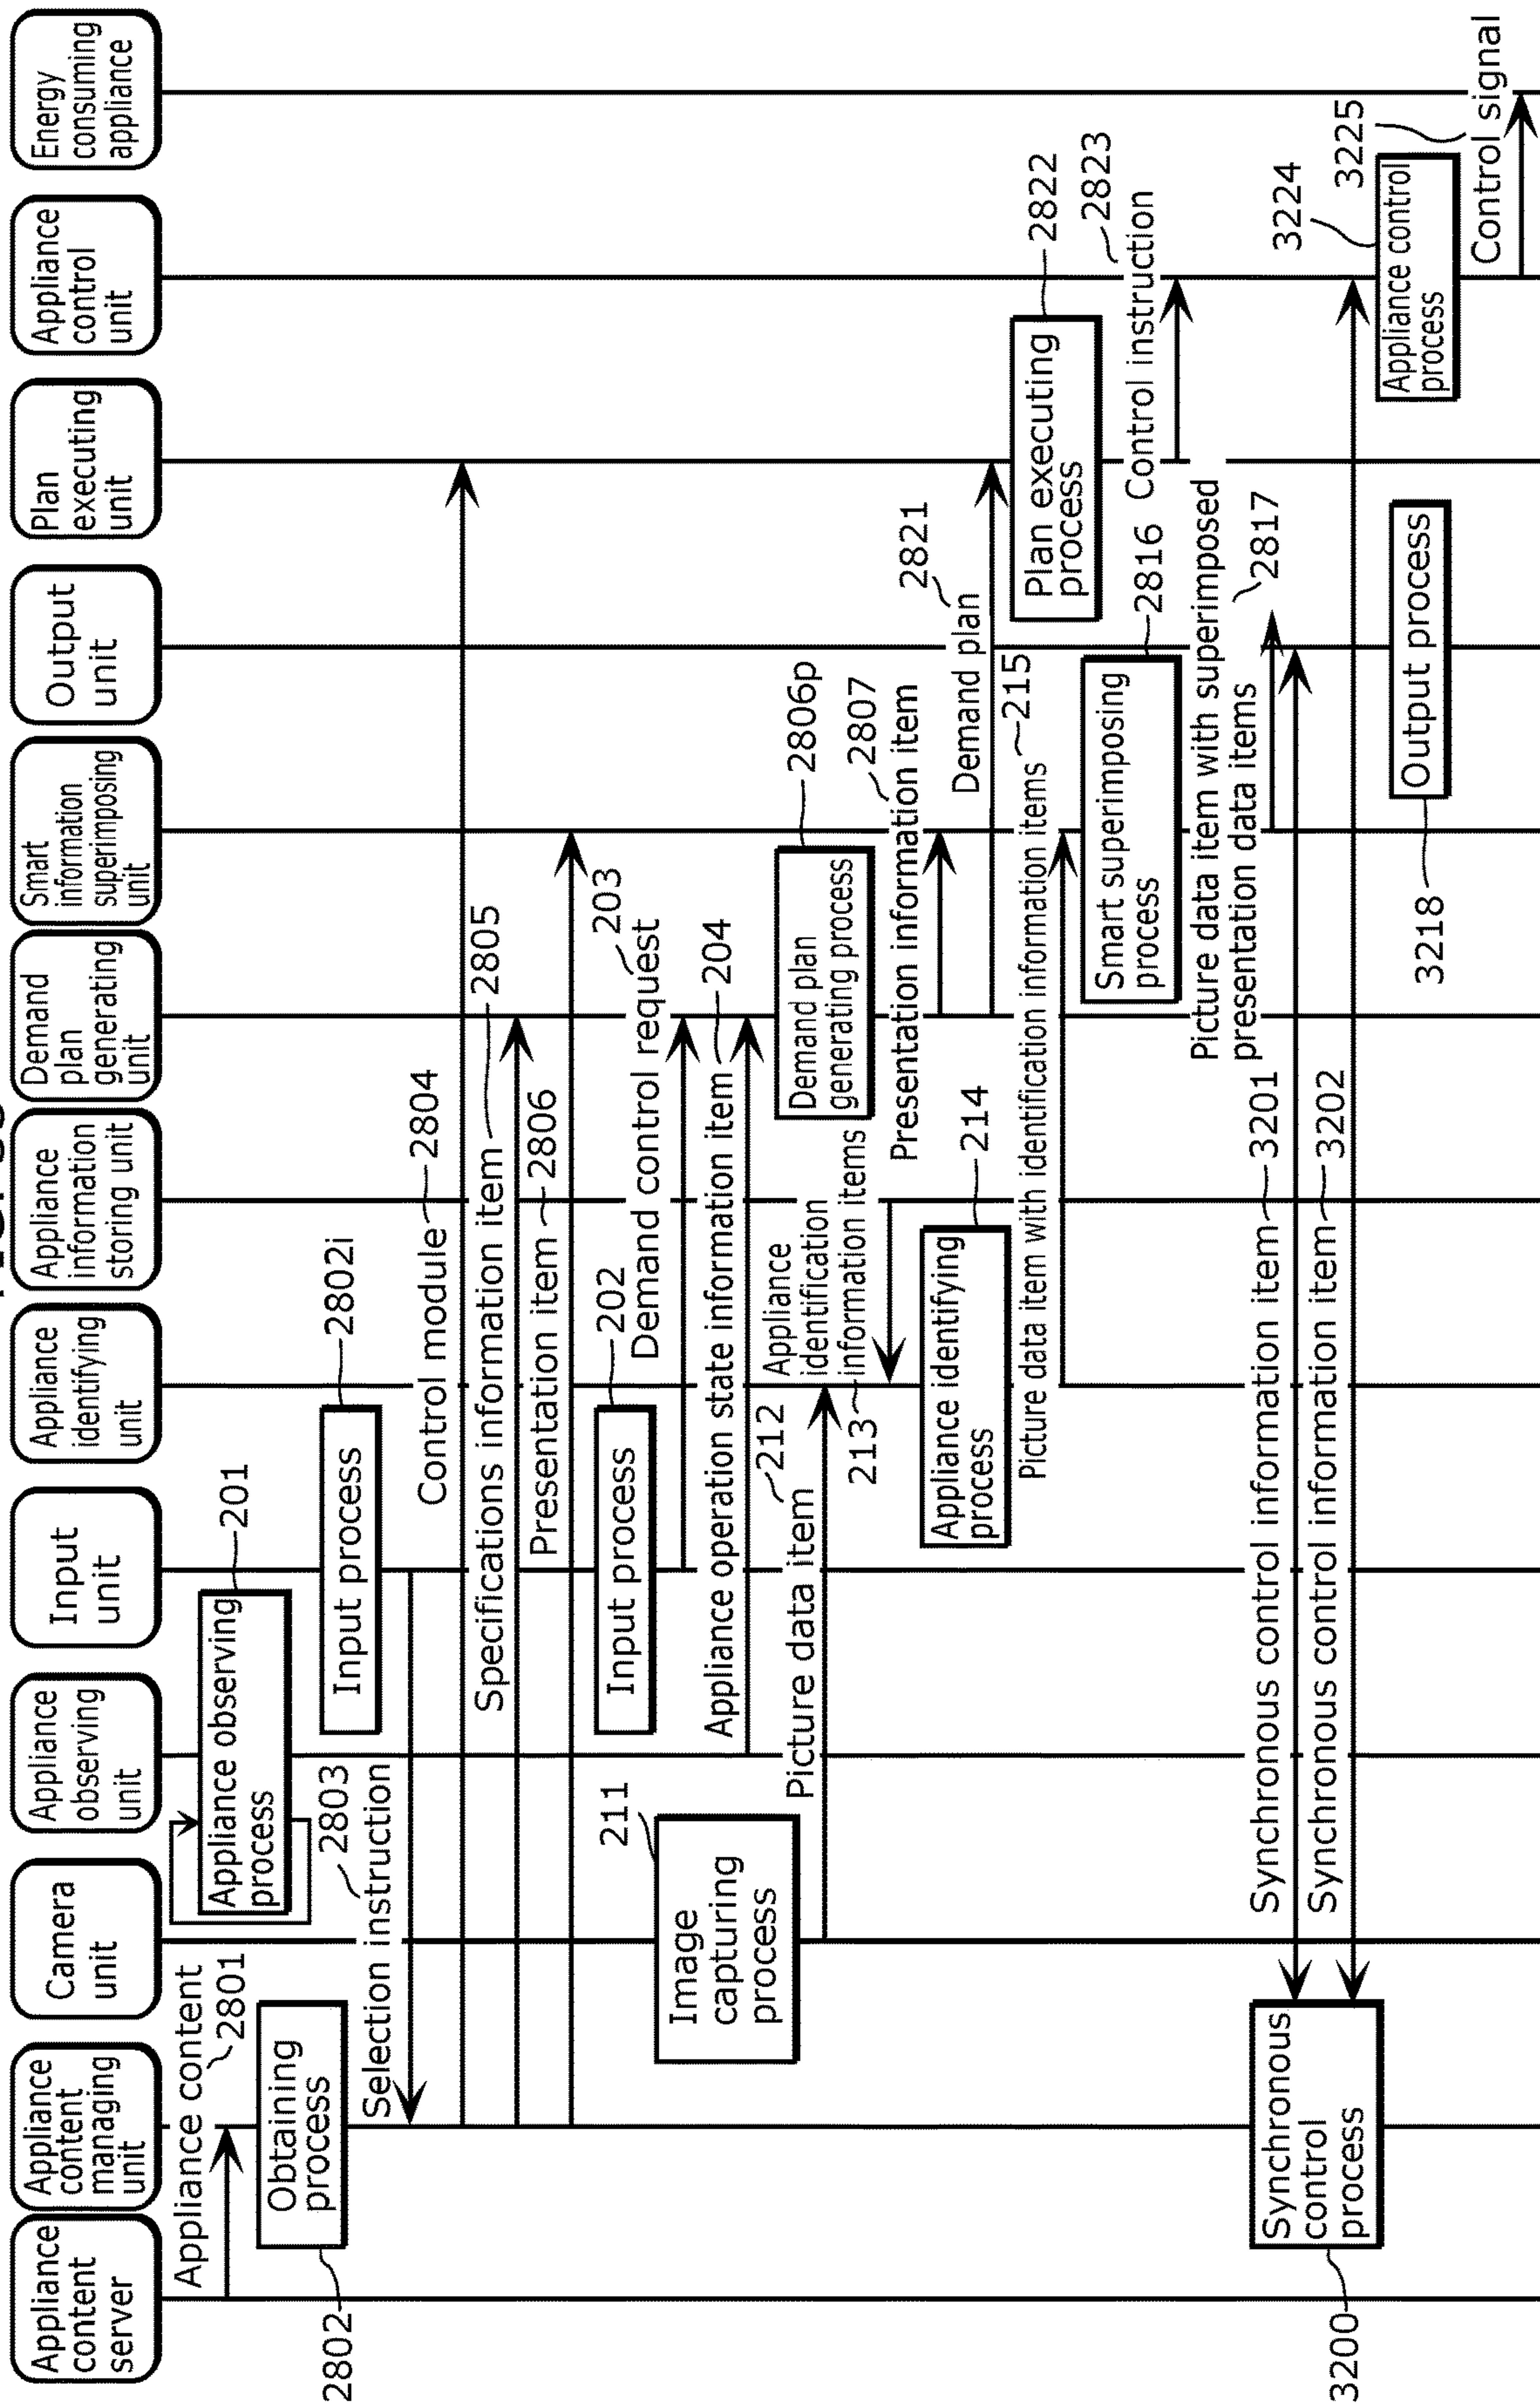 Appliance
content
server
Appliance
content
managing
unit
Camera
unit
Appliance
observing
unit
Input
unit
Appliance
identifying
unit
Appliance
information
storing unit
Demand
plan
generating
unit
Smart
information
superimposing
unit
Output
unit
Plan
executing
unit
Appliance
control
unit
Energy
consuming
appliance
Appliance content
2801
Appliance observing
process
201
Obtaining
process
2802
Input process
2802i
Selection instruction
2803
Control module
2804
Specifications information item
2805
Presentation item
2806
Input process
202
Demand control request
203
Image
capturing
process
211
Appliance operation state information item
204
Picture data item
212
Appliance
identification
information items
213
Demand plan
generating process
2806p
Presentation information item
2807
Appliance identifying
process
214
Demand plan
2821
Picture data item with identification information items
215
Plan executing
process
2822
Smart superimposing
process
2816
Control instruction
2823
Picture data item with superimposed
presentation data items
2817
Synchronous control information item
3201
Synchronous control information item
3202
Synchronous
control
process
3200
Output process
3218
Appliance control
process
3224
Control signal
3225